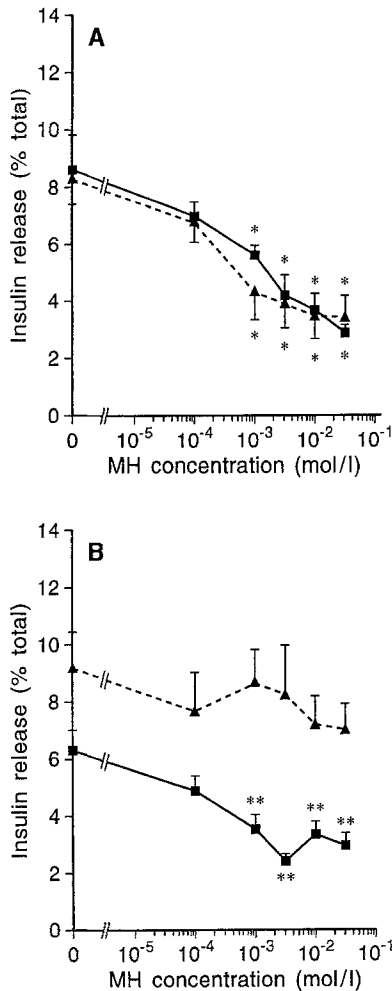 A
14
12
10
8
6
4
2
0
Insulin release (% total)
* * * *
* * * *
0 10⁻⁵ 10⁻⁴ 10⁻³ 10⁻² 10⁻¹
MH concentration (mol/l)
B
14
12
10
8
6
4
2
0
Insulin release (% total)
** ** ** **
0 10⁻⁵ 10⁻⁴ 10⁻³ 10⁻² 10⁻¹
MH concentration (mol/l)